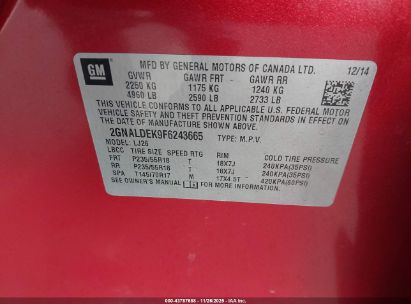 GM
MFD BY GENERAL MOTORS OF CANADA LTD. 12/14
GVWR GAWR FRT GAWR RR
2250 KG 1175 KG 1240 KG
4960 LB 2590 LB 2733 LB
THIS VEHICLE CONFORMS TO ALL APPLICABLE U.S. FEDERAL MOTOR
VEHICLE SAFETY AND THEFT PREVENTION STANDARDS IN EFFECT ON
THE DATE OF MANUFACTURE SHOWN ABOVE.
2GNALDEK9F6243665 TYPE: M.P.V.
MODEL: LJ26
LBCC TIRE SIZE SPEED RTG RIM COLD TIRE PRESSURE
FRT P235/55R18 T 18X7J 240KPA(35PSI)
RR P235/55R18 T 18X7J 240KPA(35PSI)
SPA T145/70R17 M 17X4.5T 420KPA(60PSI)
SEE OWNER'S MANUAL FOR MORE INFORMATION.